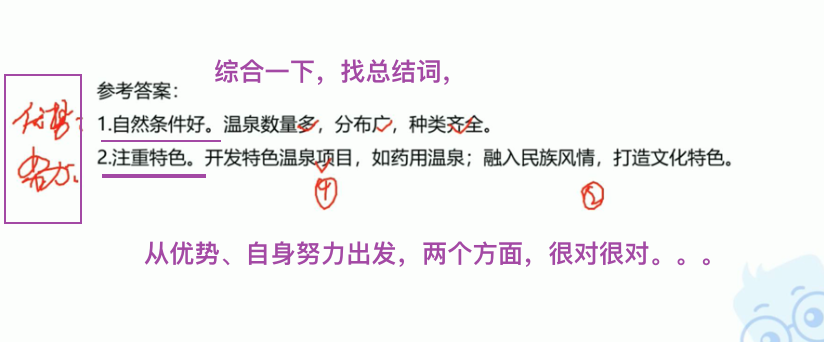 综合一下，找总结词，
参考答案：
优势：
1.自然条件好。温泉数量多，分布广，种类齐全。
努力：
2.注重特色。开发特色温泉项目，如药用温泉；融入民族风情，打造文化特色。
④
②
从优势、自身努力出发，两个方面，很对很对。。。